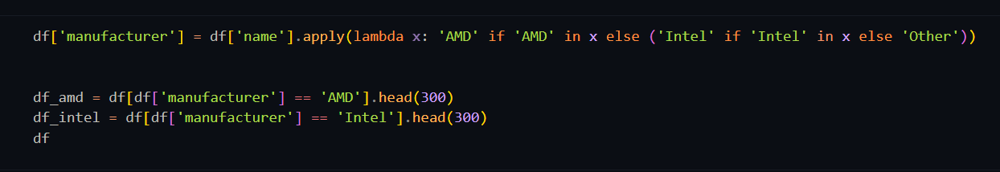 df['manufacturer'] = df['name'].apply(lambda x: 'AMD' if 'AMD' in x else ('Intel' if 'Intel' in x else 'Other'))
df_amd = df[df['manufacturer'] == 'AMD'].head(300)
df_intel = df[df['manufacturer'] == 'Intel'].head(300)
df